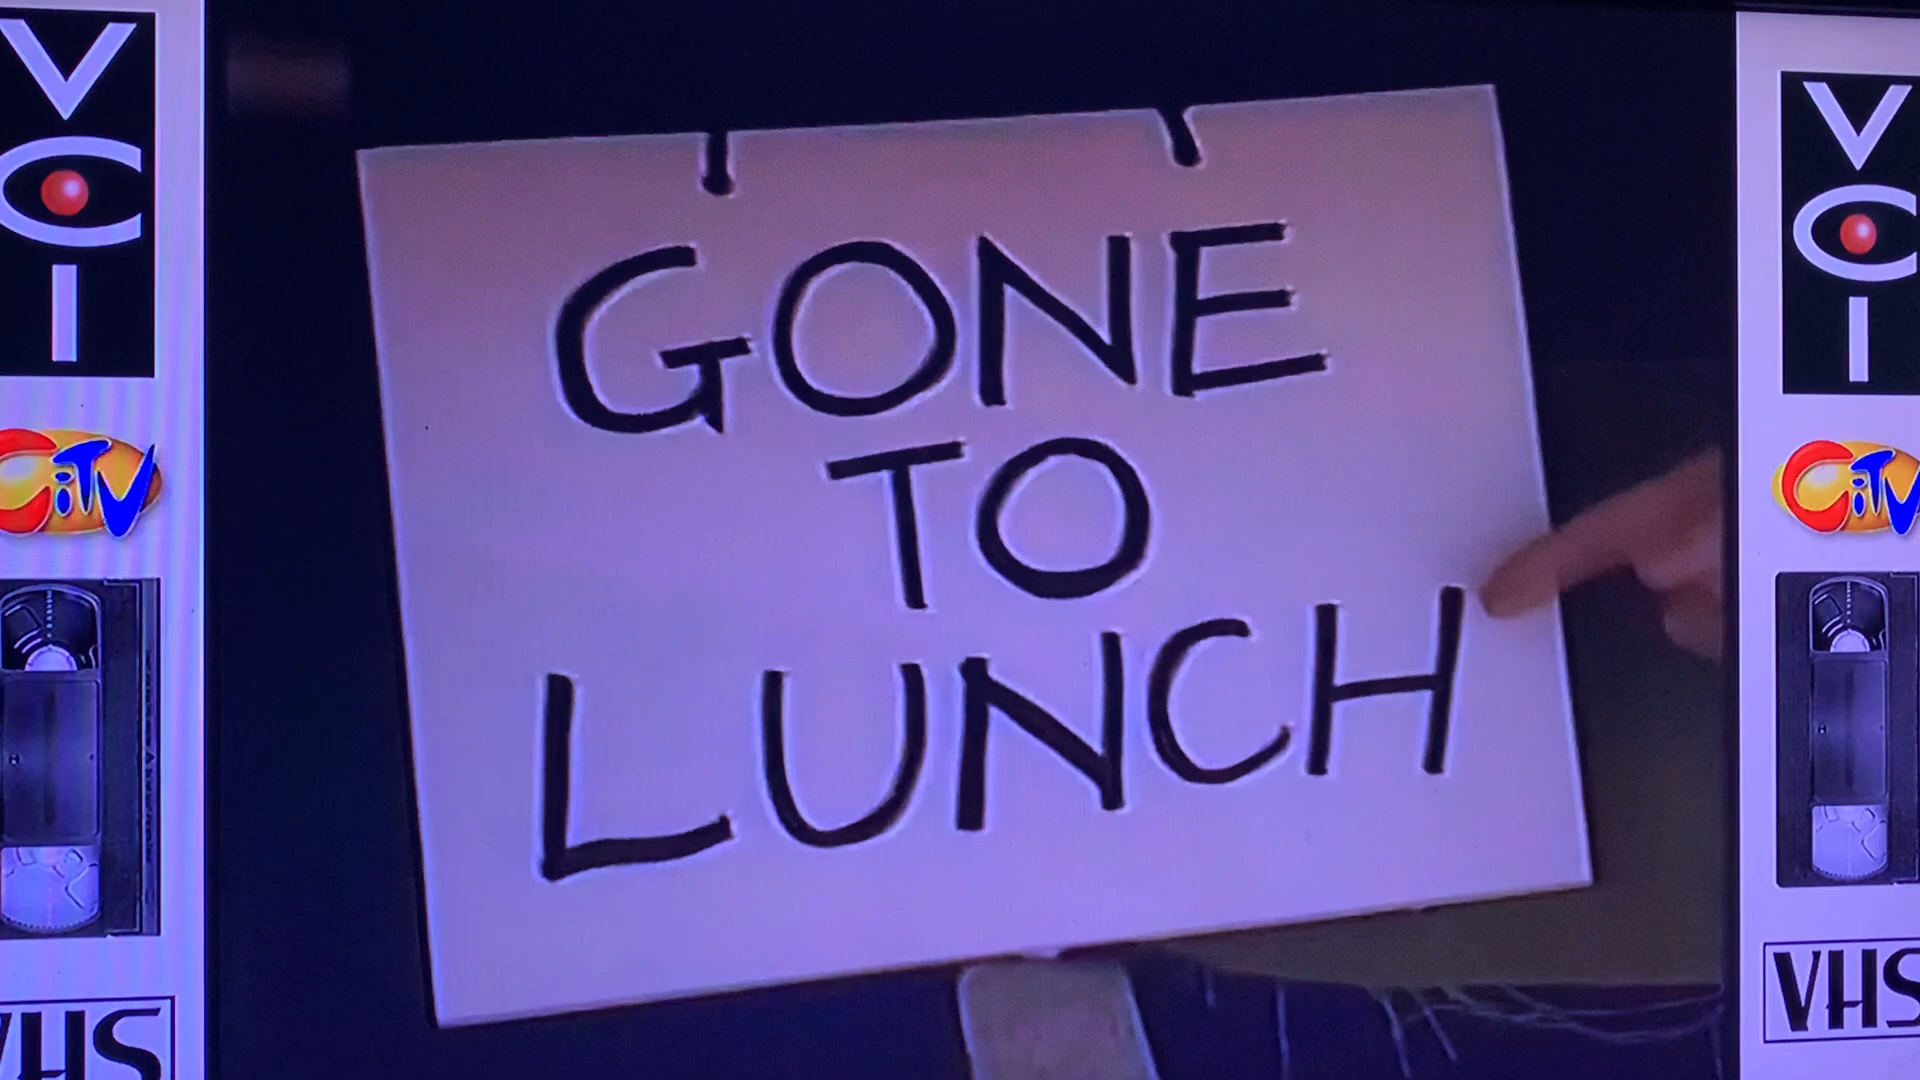 VCI
CiTV
VHS
GONE
TO
LUNCH
VCI
CiTV
VHS